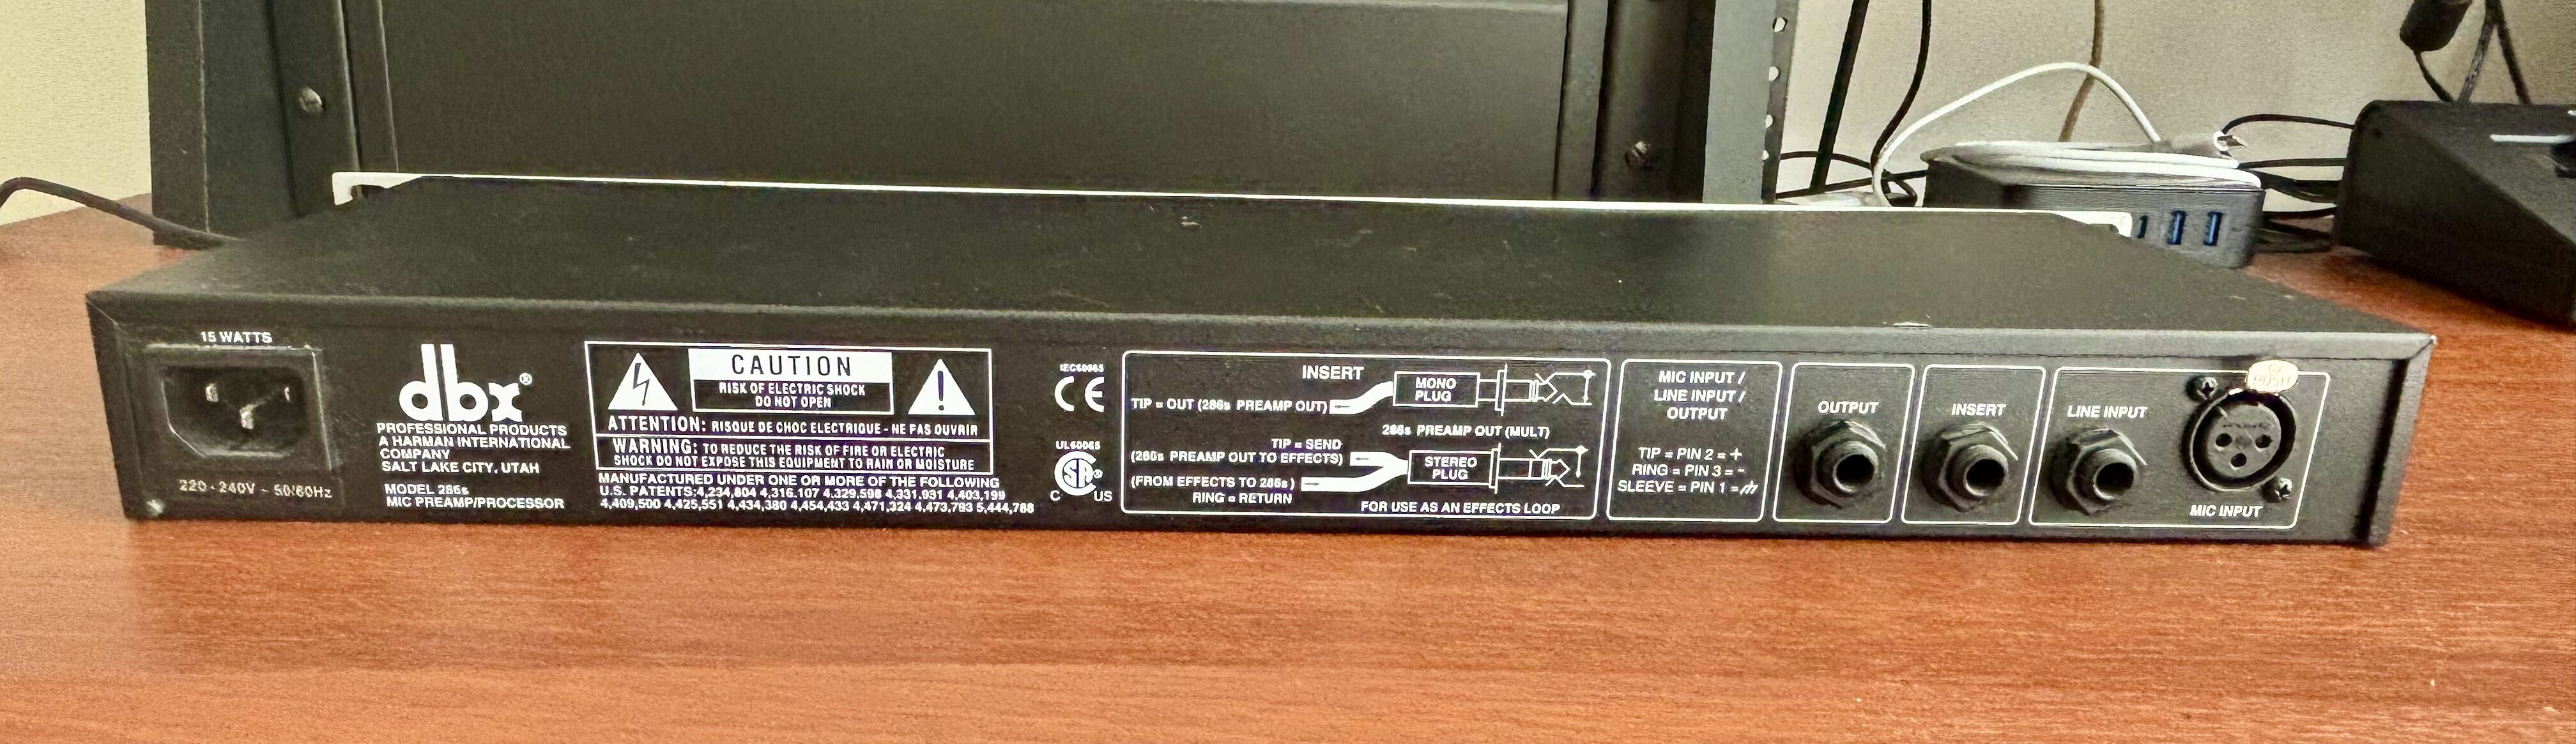 15 WATTS
220 - 240V ~ 50/60Hz
dbx®
PROFESSIONAL PRODUCTS
A HARMAN INTERNATIONAL
COMPANY
SALT LAKE CITY, UTAH
MODEL 286s
MIC PREAMP/PROCESSOR
CAUTION
RISK OF ELECTRIC SHOCK
DO NOT OPEN
ATTENTION: RISQUE DE CHOC ELECTRIQUE - NE PAS OUVRIR
WARNING: TO REDUCE THE RISK OF FIRE OR ELECTRIC
SHOCK DO NOT EXPOSE THIS EQUIPMENT TO RAIN OR MOISTURE
MANUFACTURED UNDER ONE OR MORE OF THE FOLLOWING
U.S. PATENTS:4,234,804 4,316.107 4.329.598 4,331,931 4,403,199
4,409,500 4,425,551 4,434,380 4,454,433 4,471,324 4,473,793 5,444,788
IEC60065
CE
UL60065
SA®
C US
INSERT
MONO
PLUG
TIP = OUT (286s PREAMP OUT)
286s PREAMP OUT (MULT)
TIP = SEND
(286s PREAMP OUT TO EFFECTS)
STEREO
PLUG
(FROM EFFECTS TO 286s)
RING = RETURN
FOR USE AS AN EFFECTS LOOP
MIC INPUT /
LINE INPUT /
OUTPUT
TIP = PIN 2 = +
RING = PIN 3 = -
SLEEVE = PIN 1 =
OUTPUT
INSERT
LINE INPUT
PUSH
MIC INPUT